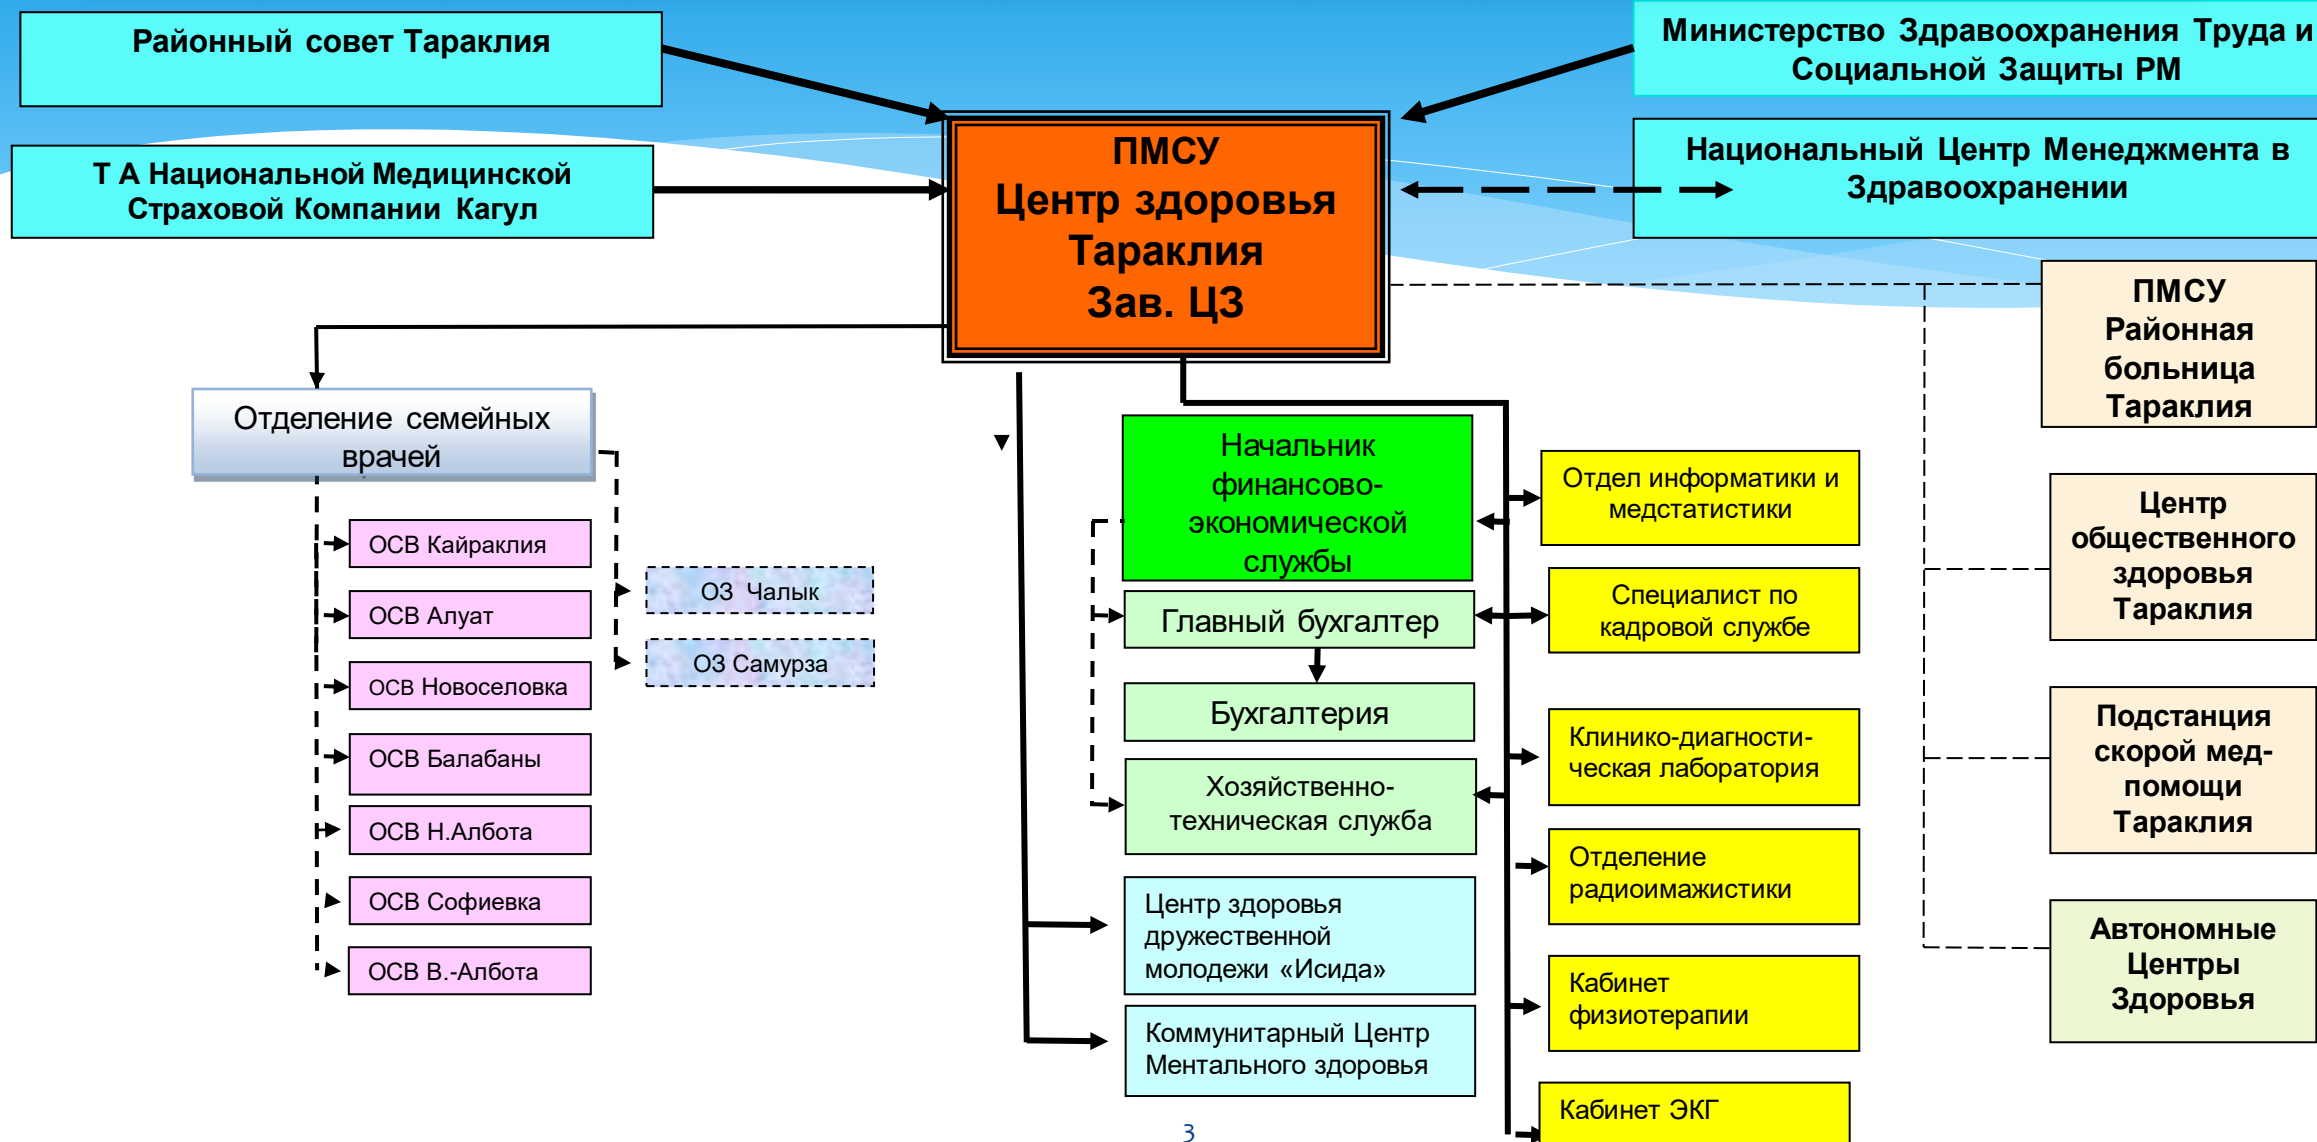 Районный совет Тараклия
Министерство Здравоохранения Труда и
Социальной Защиты РМ
Т А Национальной Медицинской
Страховой Компании Кагул
ПМСУ
Центр здоровья
Тараклия
Зав. ЦЗ
Национальный Центр Менеджмента в
Здравоохранении
ПМСУ
Районная
больница
Тараклия
Центр
общественного
здоровья
Тараклия
Подстанция
скорой мед-
помощи
Тараклия
Автономные
Центры
Здоровья
Отделение семейных
врачей
ОСВ Кайраклия
ОСВ Алуат
ОСВ Новоселовка
ОСВ Балабаны
ОСВ Н.Албота
ОСВ Софиевка
ОСВ В.-Албота
ОЗ Чалык
ОЗ Самурза
Начальник
финансово-
экономической
службы
Главный бухгалтер
Бухгалтерия
Хозяйственно-
техническая служба
Центр здоровья
дружественной
молодежи «Исида»
Коммунитарный Центр
Ментального здоровья
Отдел информатики и
медстатистики
Специалист по
кадровой службе
Клинико-диагности-
ческая лаборатория
Отделение
радиоимажистики
Кабинет
физиотерапии
Кабинет ЭКГ
3